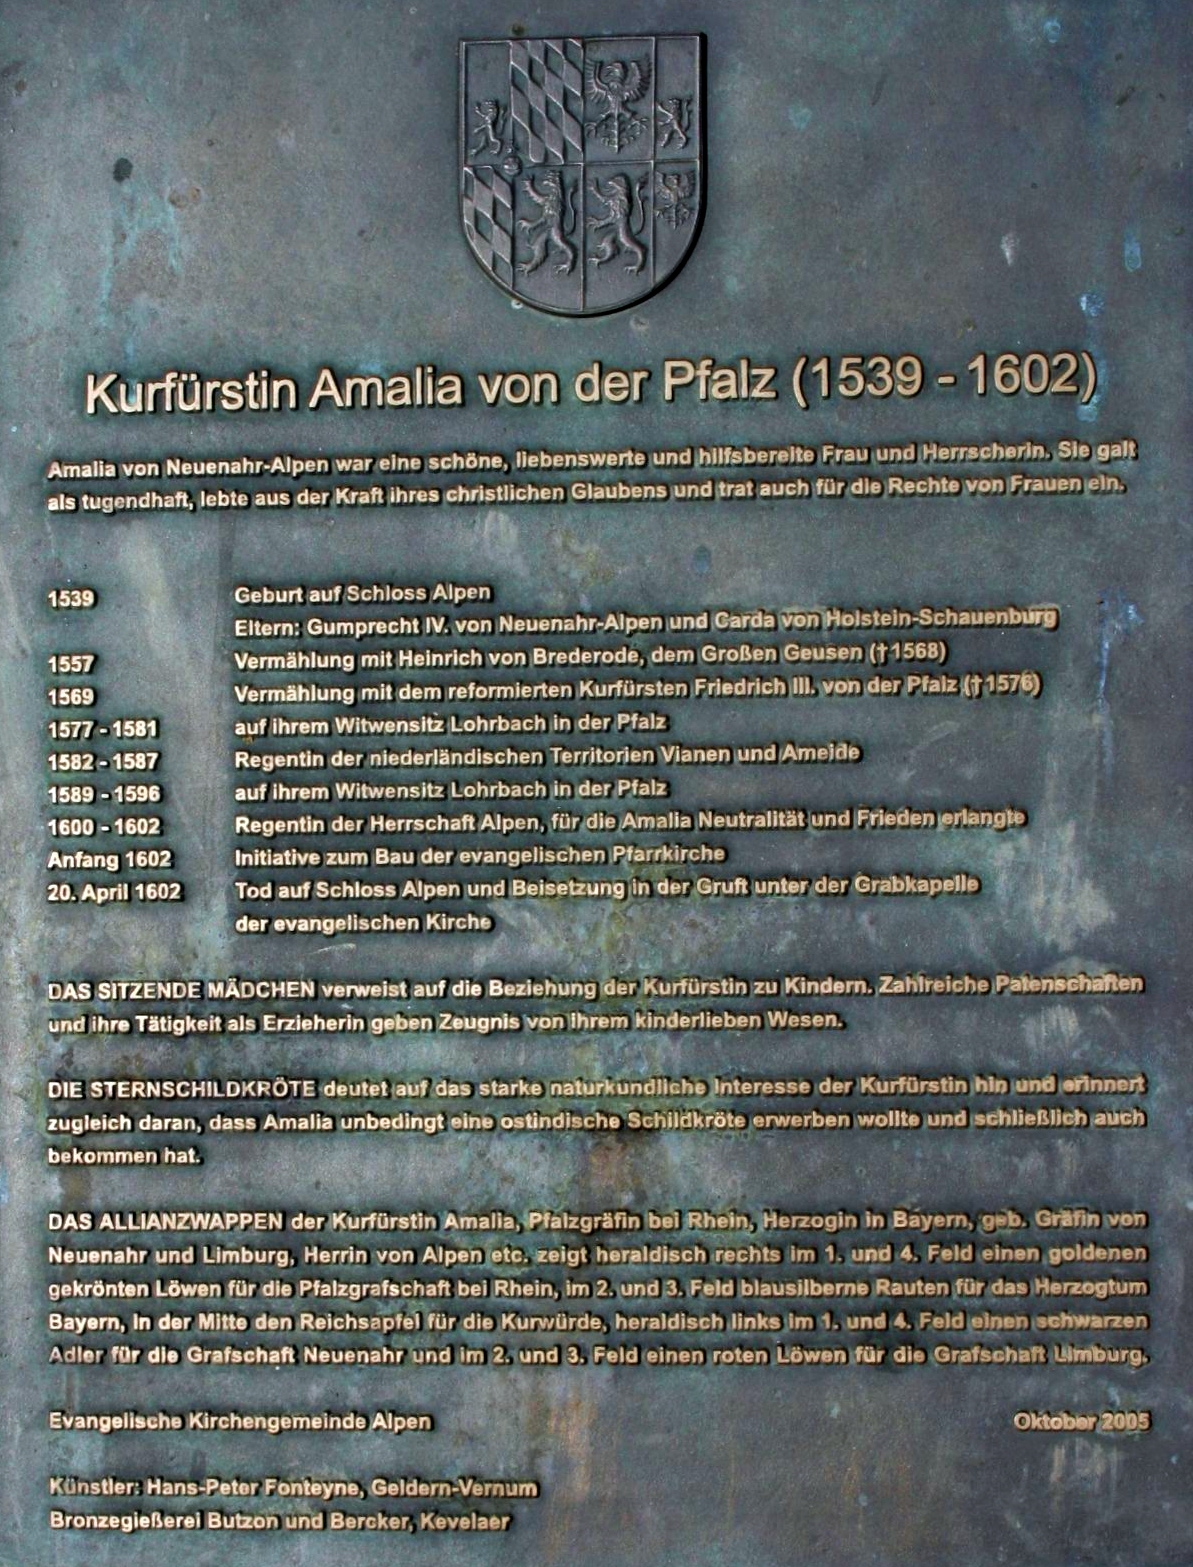 Kurfürstin Amalia von der Pfalz (1539 - 1602)
Amalia von Neuenahr-Alpen war eine schöne, liebenswerte und hilfsbereite Frau und Herrscherin. Sie galt
als tugendhaft, lebte aus der Kraft ihres christlichen Glaubens und trat auch für die Rechte von Frauen ein.
1539 Geburt auf Schloss Alpen
Eltern: Gumprecht IV. von Neuenahr-Alpen und Carda von Holstein-Schauenburg
1557 Vermählung mit Heinrich von Brederode, dem Großen Geusen (†1568)
1569 Vermählung mit dem reformierten Kurfürsten Friedrich III. von der Pfalz (†1576)
1577 - 1581 auf ihrem Witwensitz Lohrbach in der Pfalz
1582 - 1587 Regentin der niederländischen Territorien Vianen und Ameide
1589 - 1596 auf ihrem Witwensitz Lohrbach in der Pfalz
1600 - 1602 Regentin der Herrschaft Alpen, für die Amalia Neutralität und Frieden erlangte
Anfang 1602 Initiative zum Bau der evangelischen Pfarrkirche
20. April 1602 Tod auf Schloss Alpen und Beisetzung in der Gruft unter der Grabkapelle
der evangelischen Kirche
DAS SITZENDE MÄDCHEN verweist auf die Beziehung der Kurfürstin zu Kindern. Zahlreiche Patenschaften
und ihre Tätigkeit als Erzieherin geben Zeugnis von ihrem kinderlieben Wesen.
DIE STERNSCHILDKRÖTE deutet auf das starke naturkundliche Interesse der Kurfürstin hin und erinnert
zugleich daran, dass Amalia unbedingt eine ostindische Schildkröte erwerben wollte und schließlich auch
bekommen hat.
DAS ALLIANZWAPPEN der Kurfürstin Amalia, Pfalzgräfin bei Rhein, Herzogin in Bayern, geb. Gräfin von
Neuenahr und Limburg, Herrin von Alpen etc. zeigt heraldisch rechts im 1. und 4. Feld einen goldenen
gekrönten Löwen für die Pfalzgrafschaft bei Rhein, im 2. und 3. Feld blausilberne Rauten für das Herzogtum
Bayern, in der Mitte den Reichsapfel für die Kurwürde, heraldisch links im 1. und 4. Feld einen schwarzen
Adler für die Grafschaft Neuenahr und im 2. und 3. Feld einen roten Löwen für die Grafschaft Limburg.
Evangelische Kirchengemeinde Alpen Oktober 2005
Künstler: Hans-Peter Fonteyne, Geldern-Vernum
Bronzegießerei Butzon und Bercker, Kevelaer